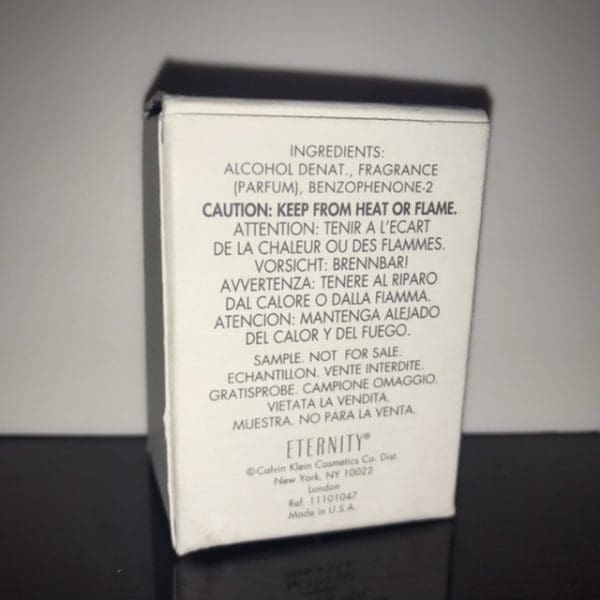 INGREDIENTS:
ALCOHOL DENAT., FRAGRANCE
(PARFUM), BENZOPHENONE-2
CAUTION: KEEP FROM HEAT OR FLAME.
ATTENTION: TENIR A L'ECART
DE LA CHALEUR OU DES FLAMMES.
VORSICHT: BRENNBAR!
AVVERTENZA: TENERE AL RIPARO
DAL CALORE O DALLA FIAMMA.
ATENCION: MANTENGA ALEJADO
DEL CALOR Y DEL FUEGO.
SAMPLE. NOT FOR SALE.
ECHANTILLON. VENTE INTERDITE.
GRATISPROBE. CAMPIONE OMAGGIO.
VIETATA LA VENDITA.
MUESTRA. NO PARA LA VENTA.
ETERNITY®
©Calvin Klein Cosmetics Co. Dist.
New York, NY 10022
London
Ref. 11101047
Made in U.S.A.